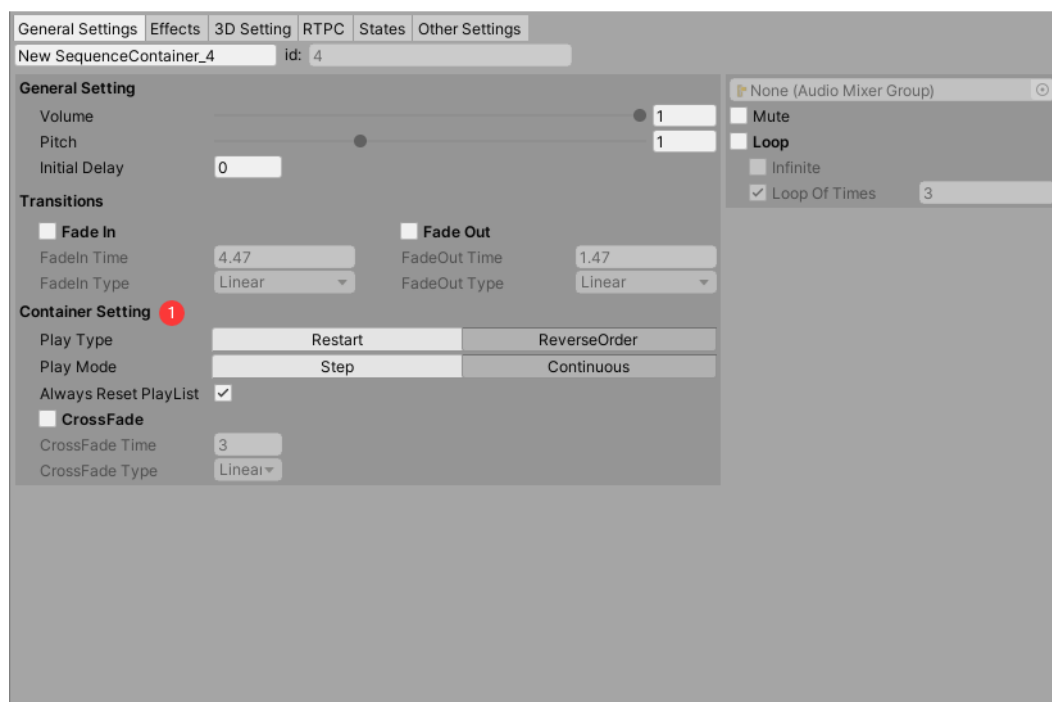 General Settings Effects 3D Setting RTPC States Other Settings
New SequenceContainer_4 id: 4
General Setting
Volume 1
Pitch 1
Initial Delay 0
Transitions
Fade In Fade Out
FadeIn Time 4.47 FadeOut Time 1.47
FadeIn Type Linear FadeOut Type Linear
Container Setting 1
Play Type Restart ReverseOrder
Play Mode Step Continuous
Always Reset PlayList
CrossFade
CrossFade Time 3
CrossFade Type Linear
None (Audio Mixer Group)
Mute
Loop
Infinite
Loop Of Times 3